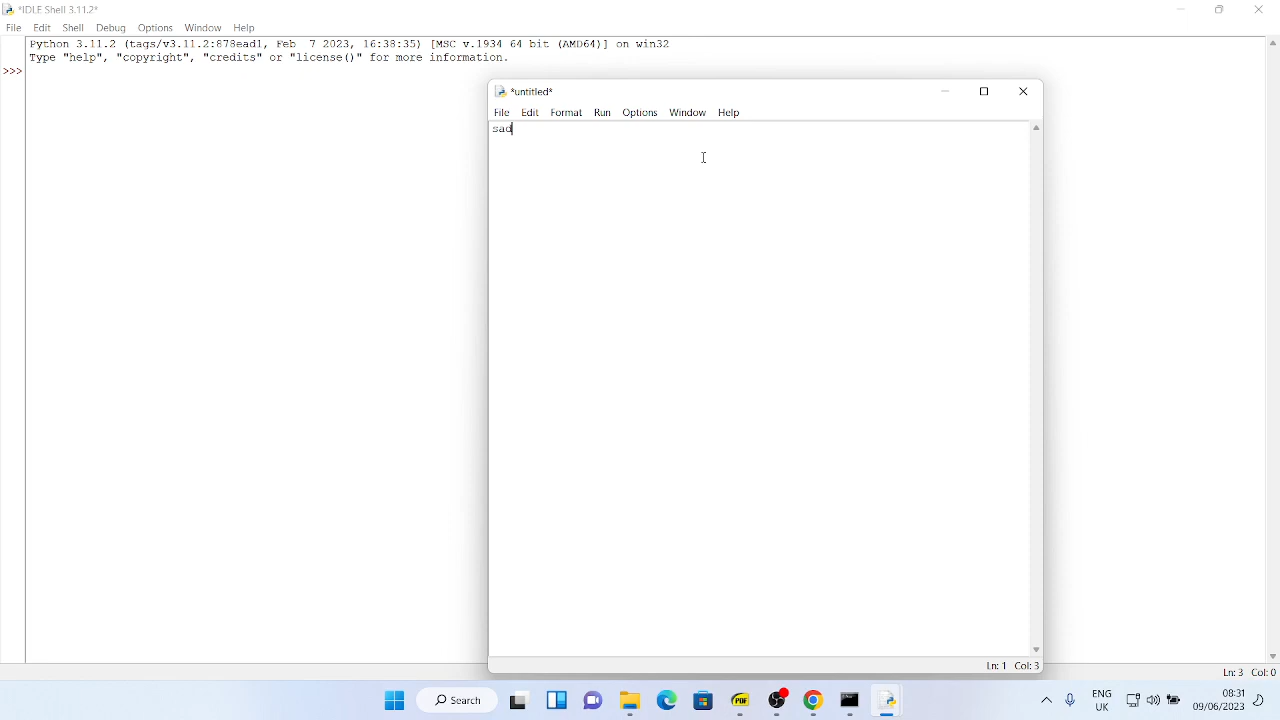 *IDLE Shell 3.11.2*
File Edit Shell Debug Options Window Help
Python 3.11.2 (tags/v3.11.2:878ead1, Feb  7 2023, 16:38:35) [MSC v.1934 64 bit (AMD64)] on win32
Type "help", "copyright", "credits" or "license()" for more information.
>>>
*untitled*
File Edit Format Run Options Window Help
sad
Ln: 1 Col: 3
Ln: 3 Col: 0
Search
PDF
ENG
UK
08:31
09/06/2023